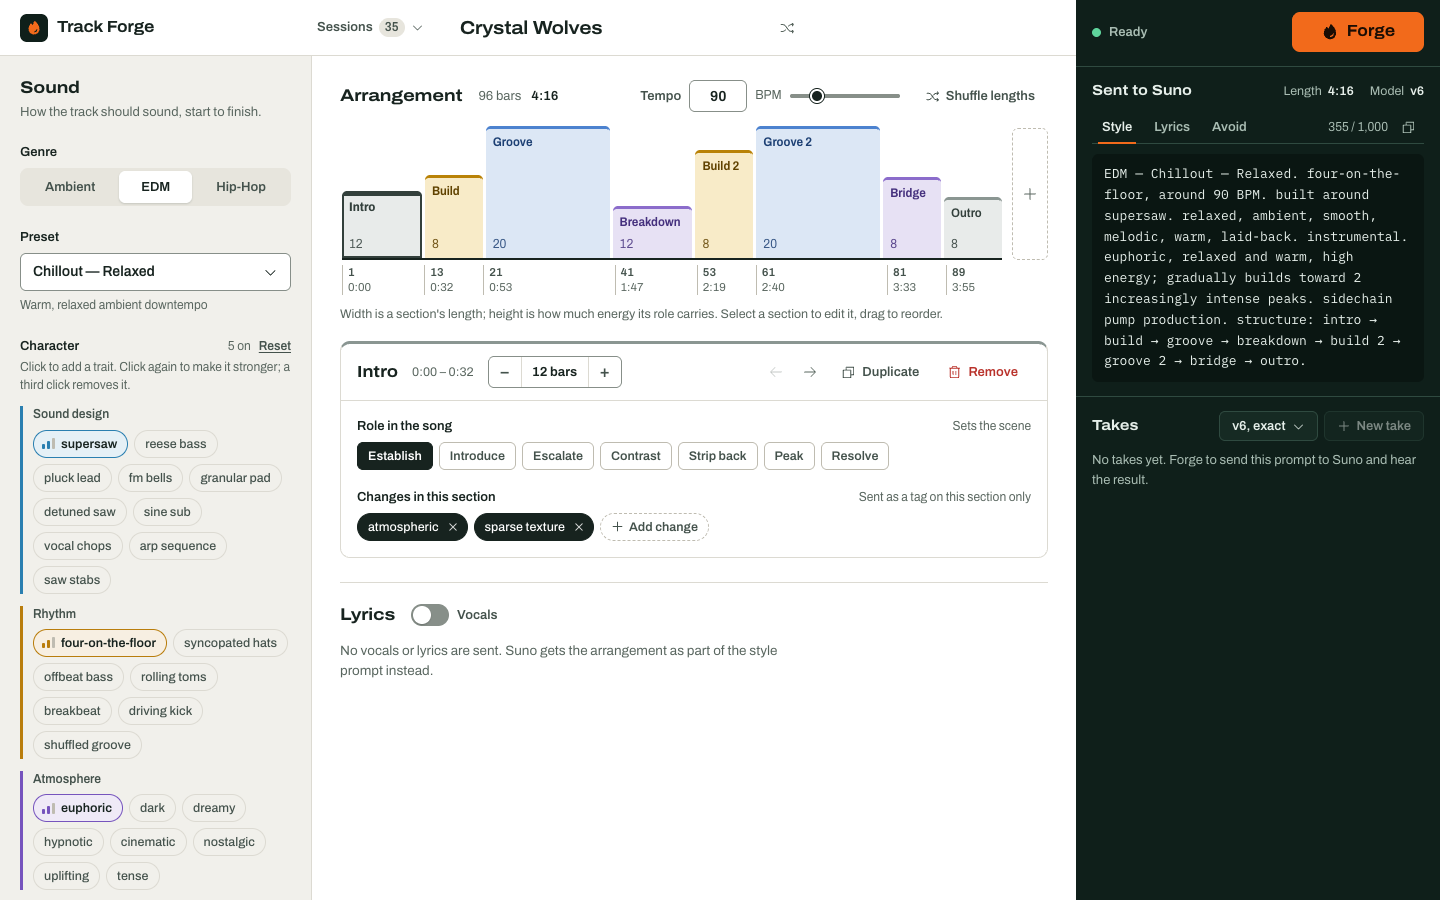 Track Forge
Sessions 35
Crystal Wolves
Ready
Forge
Sound
How the track should sound, start to finish.
Genre
Ambient EDM Hip-Hop
Preset
Chillout — Relaxed
Warm, relaxed ambient downtempo
Character 5 on Reset
Click to add a trait. Click again to make it stronger; a
third click removes it.
Sound design
supersaw reese bass
pluck lead fm bells granular pad
detuned saw sine sub
vocal chops arp sequence
saw stabs
Rhythm
four-on-the-floor syncopated hats
offbeat bass rolling toms
breakbeat driving kick
shuffled groove
Atmosphere
euphoric dark dreamy
hypnotic cinematic nostalgic
uplifting tense
Arrangement 96 bars 4:16
Tempo 90 BPM
Shuffle lengths
Intro
12
Build
8
Groove
20
Breakdown
12
Build 2
8
Groove 2
20
Bridge
8
Outro
8
+
1 13 21 41 53 61 81 89
0:00 0:32 0:53 1:47 2:19 2:40 3:33 3:55
Width is a section's length; height is how much energy its role carries. Select a section to edit it, drag to reorder.
Intro 0:00 – 0:32 − 12 bars + ← → Duplicate Remove
Role in the song Sets the scene
Establish Introduce Escalate Contrast Strip back Peak Resolve
Changes in this section Sent as a tag on this section only
atmospheric × sparse texture × + Add change
Lyrics Vocals
No vocals or lyrics are sent. Suno gets the arrangement as part of the style
prompt instead.
Sent to Suno Length 4:16 Model v6
Style Lyrics Avoid 355 / 1,000
EDM — Chillout — Relaxed. four-on-the-
floor, around 90 BPM. built around
supersaw. relaxed, ambient, smooth,
melodic, warm, laid-back. instrumental.
euphoric, relaxed and warm, high
energy; gradually builds toward 2
increasingly intense peaks. sidechain
pump production. structure: intro →
build → groove → breakdown → build 2 →
groove 2 → bridge → outro.
Takes v6, exact + New take
No takes yet. Forge to send this prompt to Suno and hear
the result.